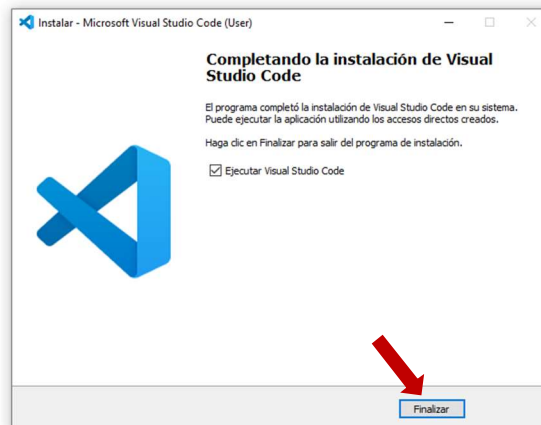 Instalar - Microsoft Visual Studio Code (User)
Completando la instalación de Visual
Studio Code
El programa completó la instalación de Visual Studio Code en su sistema.
Puede ejecutar la aplicación utilizando los accesos directos creados.
Haga clic en Finalizar para salir del programa de instalación.
Ejecutar Visual Studio Code
Finalizar